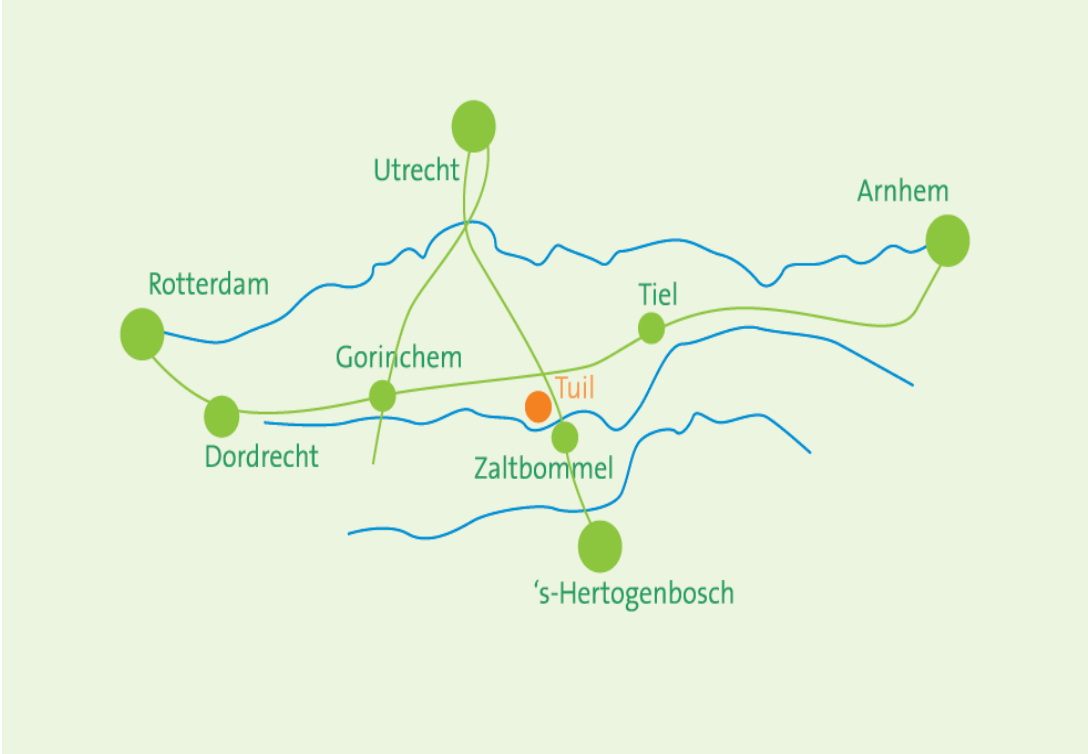 Utrecht
Arnhem
Rotterdam
Tiel
Gorinchem
Tuil
Dordrecht
Zaltbommel
‘s-Hertogenbosch